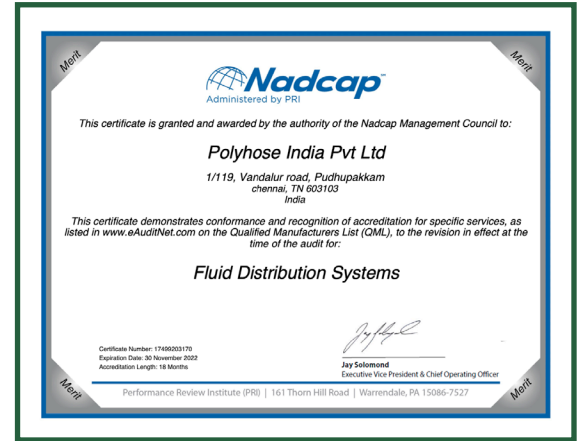 Merit
Merit
Nadcap
Administered by PRI
This certificate is granted and awarded by the authority of the Nadcap Management Council to:
Polyhose India Pvt Ltd
1/119, Vandalur road, Pudhupakkam
chennai, TN 603103
India
This certificate demonstrates conformance and recognition of accreditation for specific services, as
listed in www.eAuditNet.com on the Qualified Manufacturers List (QML), to the revision in effect at the
time of the audit for:
Fluid Distribution Systems
Certificate Number: 17499203170
Expiration Date: 30 November 2022
Accreditation Length: 18 Months
Jay Solomond
Executive Vice President & Chief Operating Officer
Performance Review Institute (PRI) | 161 Thorn Hill Road | Warrendale, PA 15086-7527
Merit
Merit